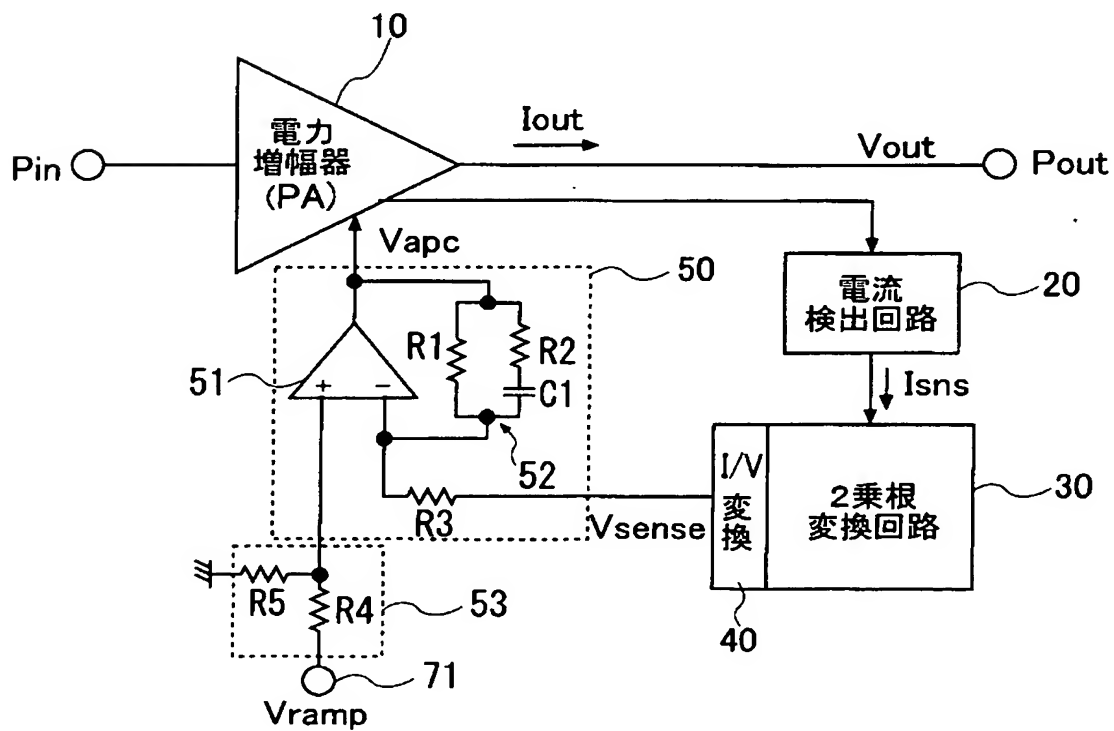 10
電力
増幅器
(PA)
Pin
Iout
Vout
Pout
Vapc
50
電流
検出回路
20
R1
R2
C1
51
+
−
52
Isns
I/V
変換
2乗根
変換回路
30
R3
Vsense
40
R5
R4
53
71
Vramp